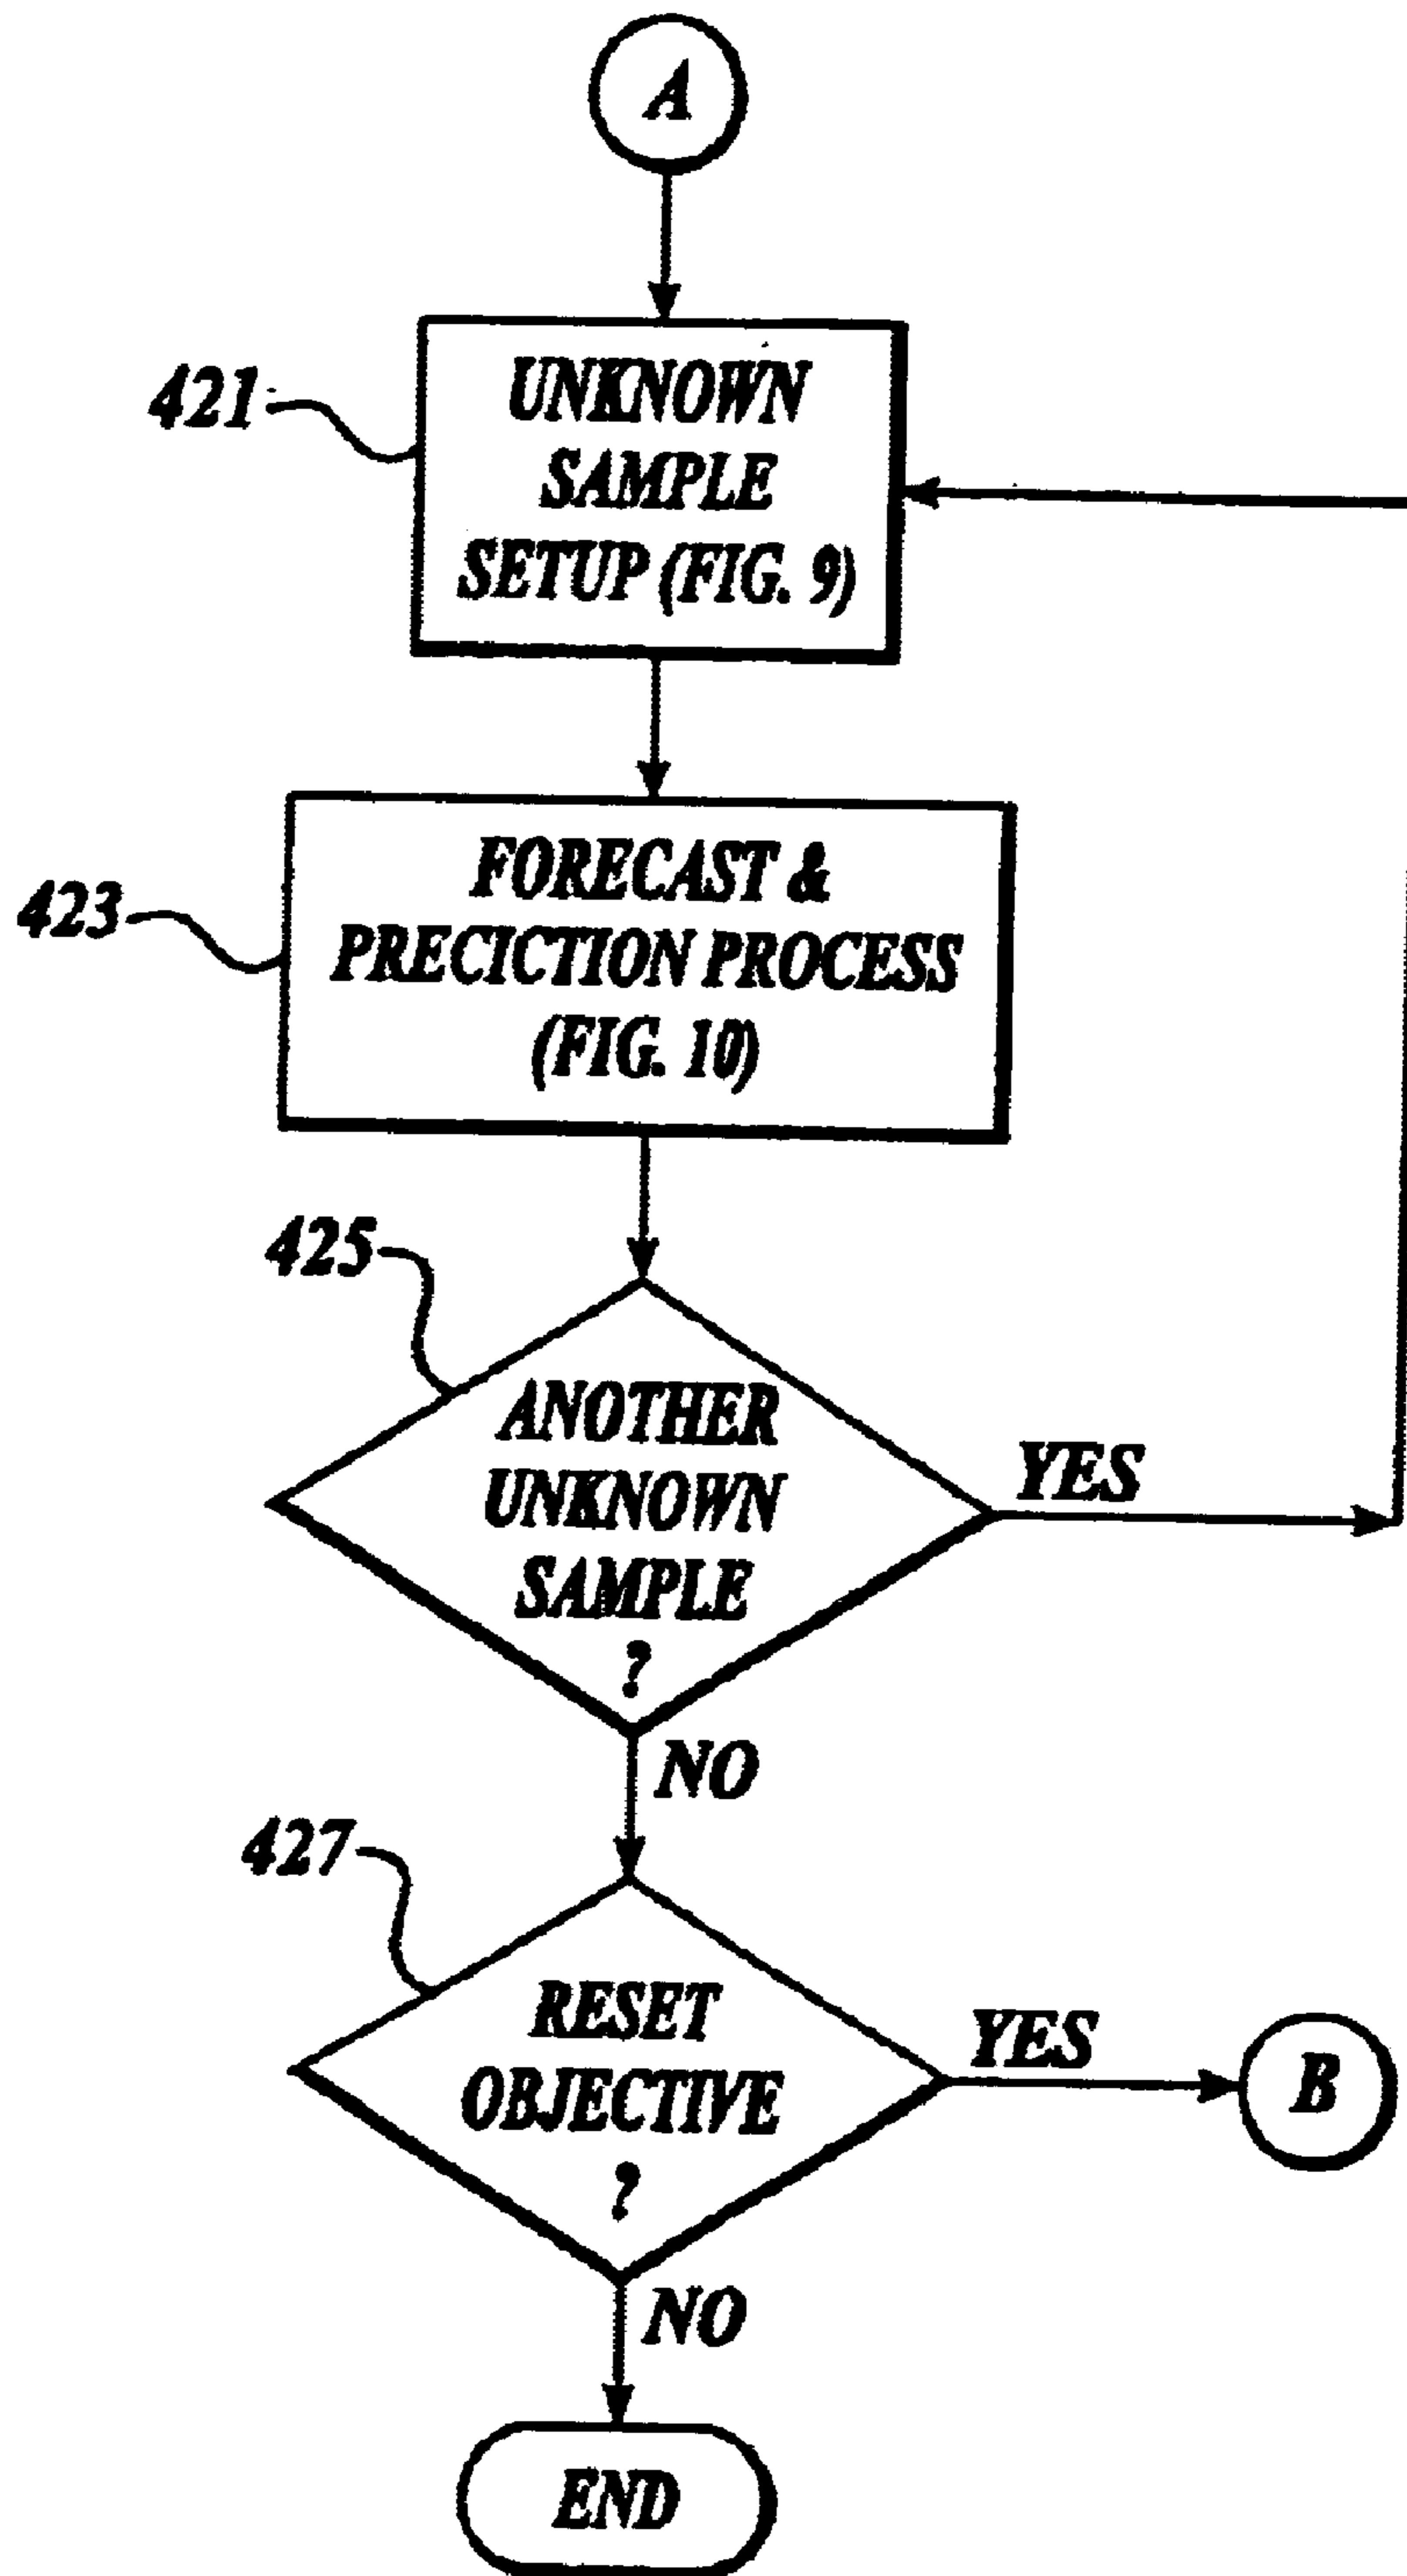 A
421
UNKNOWN
SAMPLE
SETUP (FIG. 9)
423
FORECAST &
PRECICTION PROCESS
(FIG. 10)
425
ANOTHER
UNKNOWN
SAMPLE
?
YES
NO
427
RESET
OBJECTIVE
?
YES
B
NO
END